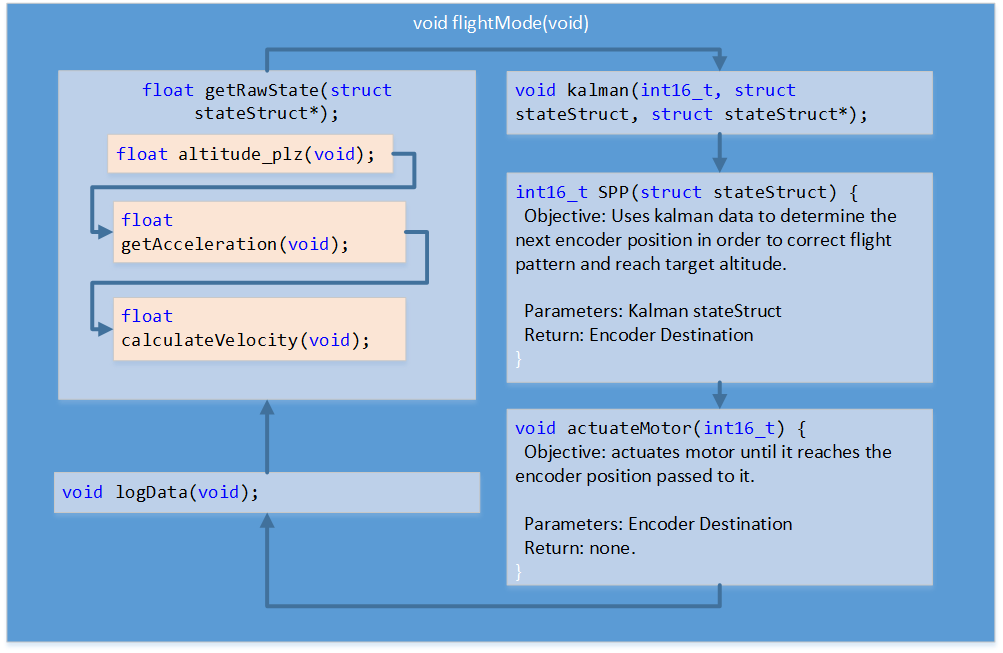 void flightMode(void)
float getRawState(struct
stateStruct*);
float altitude_plz(void);
float
getAcceleration(void);
float
calculateVelocity(void);
void logData(void);
void kalman(int16_t, struct
stateStruct, struct stateStruct*);
int16_t SPP(struct stateStruct) {
Objective: Uses kalman data to determine the
next encoder position in order to correct flight
pattern and reach target altitude.
Parameters: Kalman stateStruct
Return: Encoder Destination
}
void actuateMotor(int16_t) {
Objective: actuates motor until it reaches the
encoder position passed to it.
Parameters: Encoder Destination
Return: none.
}